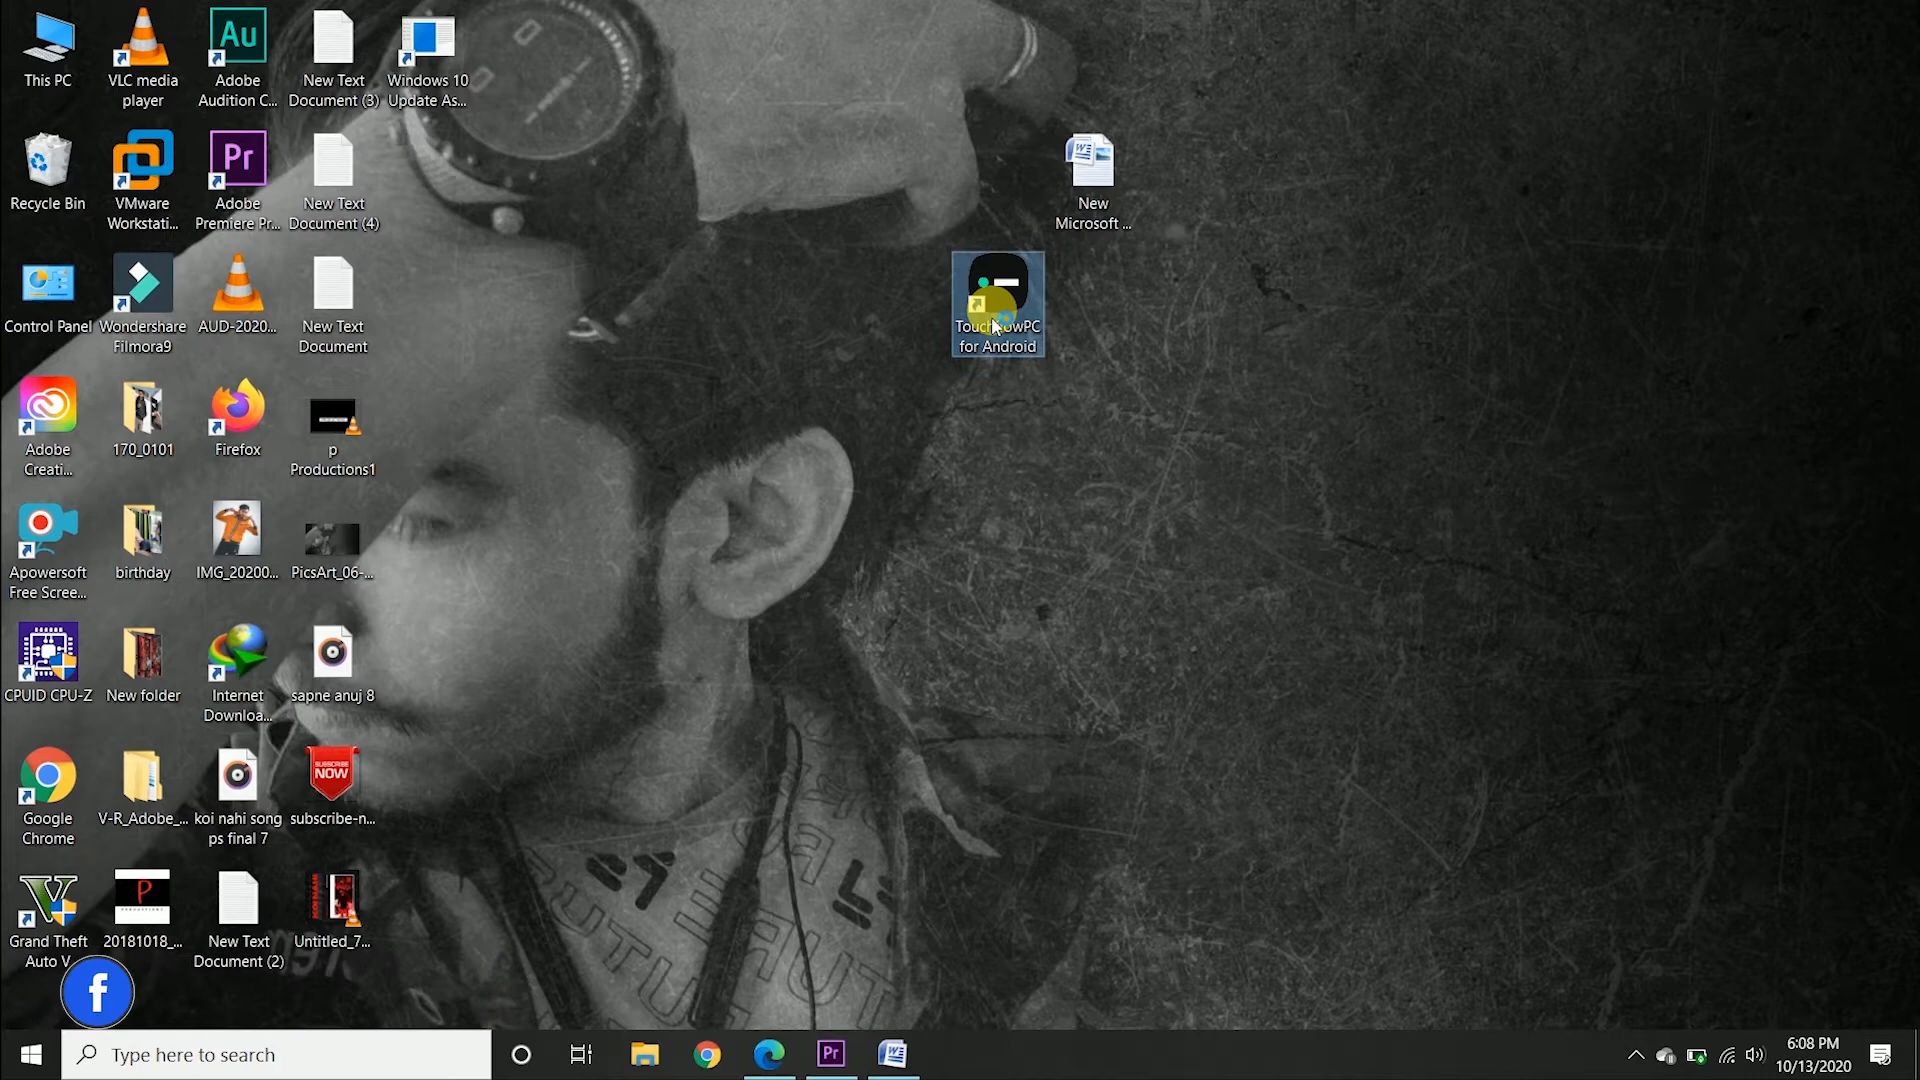 This PC
VLC media
player
Au
Adobe
Audition C...
New Text
Document (3)
Windows 10
Update As...
Recycle Bin
VMware
Workstati...
Pr
Adobe
Premiere Pr...
New Text
Document (4)
New
Microsoft ...
Control Panel
Wondershare
Filmora9
AUD-2020...
New Text
Document
for Android
Adobe
Creati...
170_0101
Firefox
p
Productions1
Apowersoft
Free Scree...
birthday
IMG_20200...
PicsArt_06-...
CPUID CPU-Z
New folder
Internet
Downloa...
sapne anuj 8
Google
Chrome
V-R_Adobe_...
koi nahi song
ps final 7
SUBSCRIBE
NOW
subscribe-n...
Grand Theft
Auto V
P
20181018_...
New Text
Document (2)
Untitled_7...
f
Type here to search
Pr
W
6:08 PM
10/13/2020